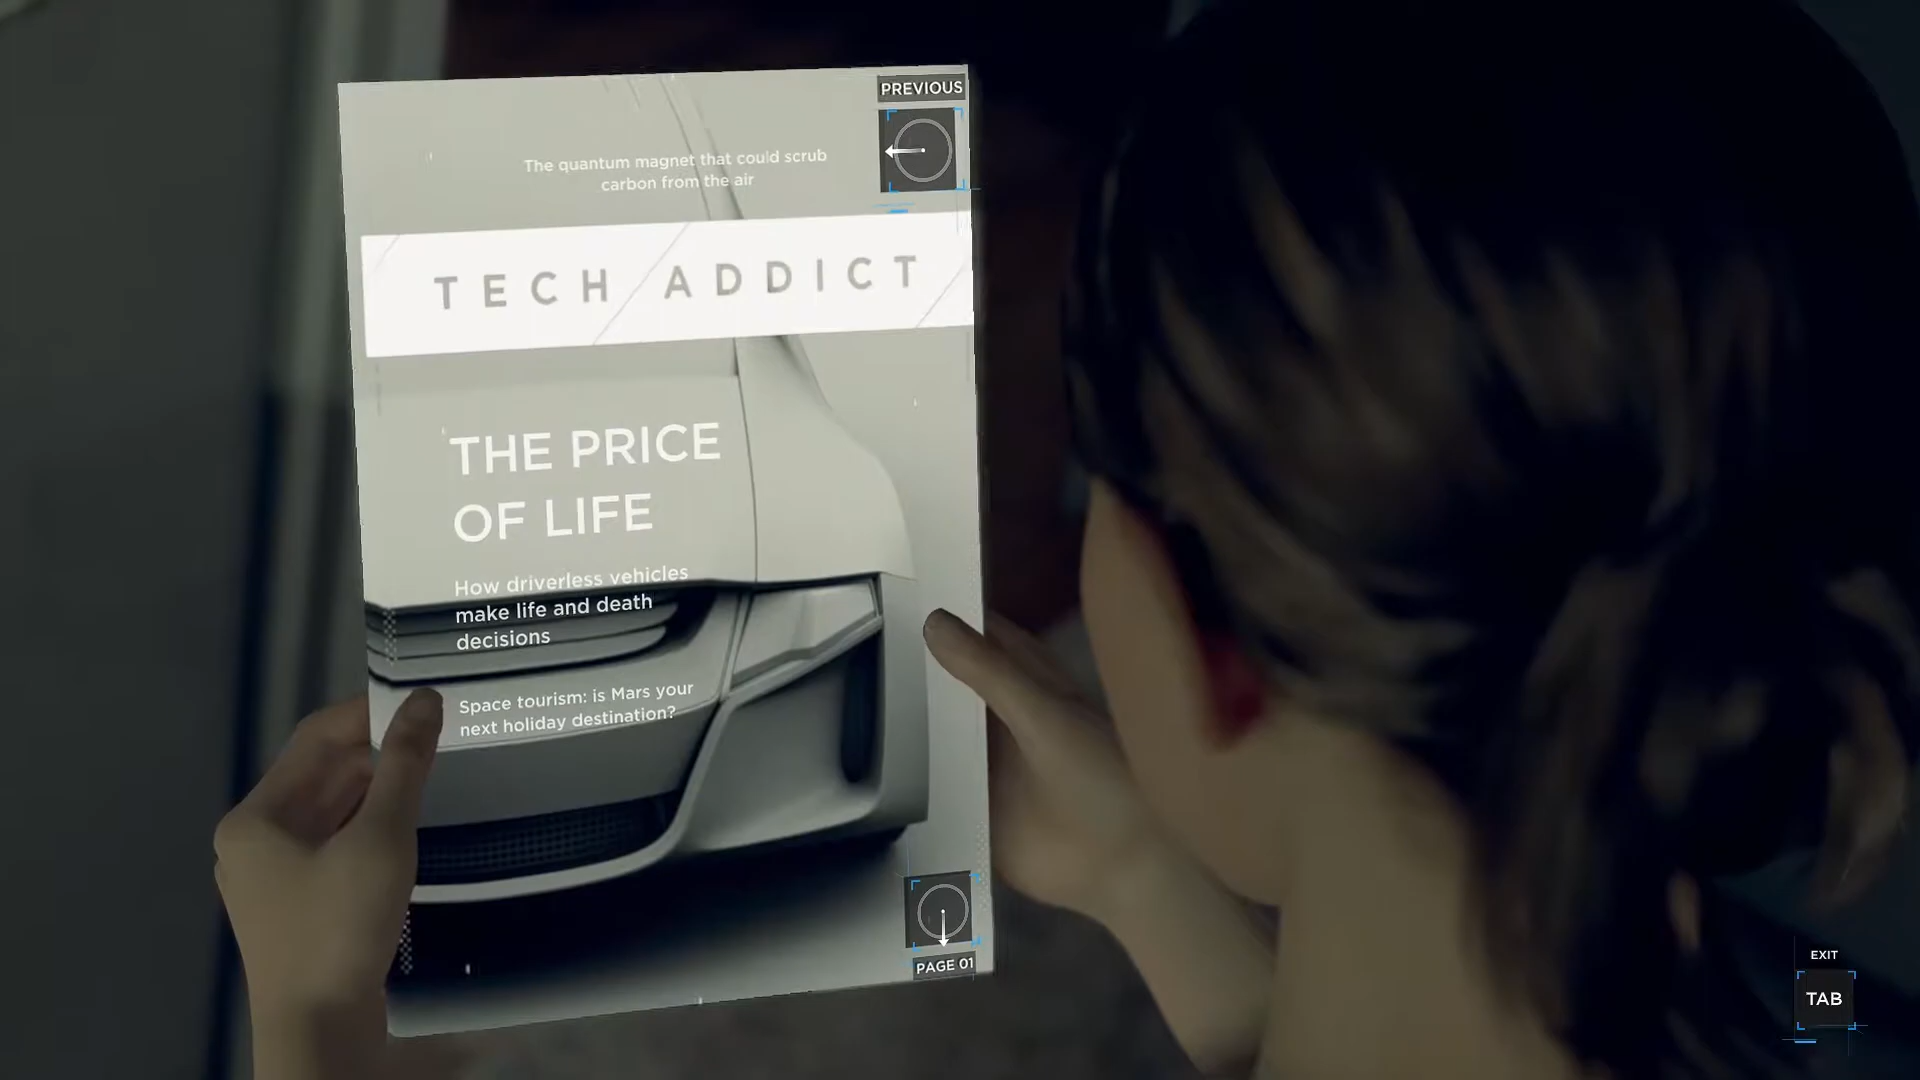 PREVIOUS
The quantum magnet that could scrub
carbon from the air
TECH ADDICT
THE PRICE
OF LIFE
How driverless vehicles
make life and death
decisions
Space tourism: is Mars your
next holiday destination?
PAGE 01
EXIT
TAB